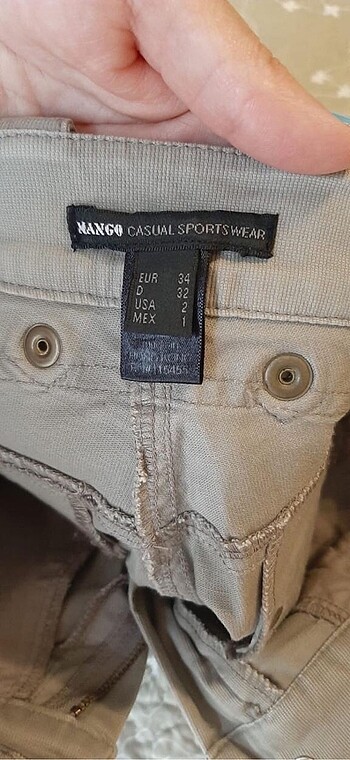 MANGO CASUAL SPORTSWEAR
EUR 34
D 32
USA 2
MEX 1